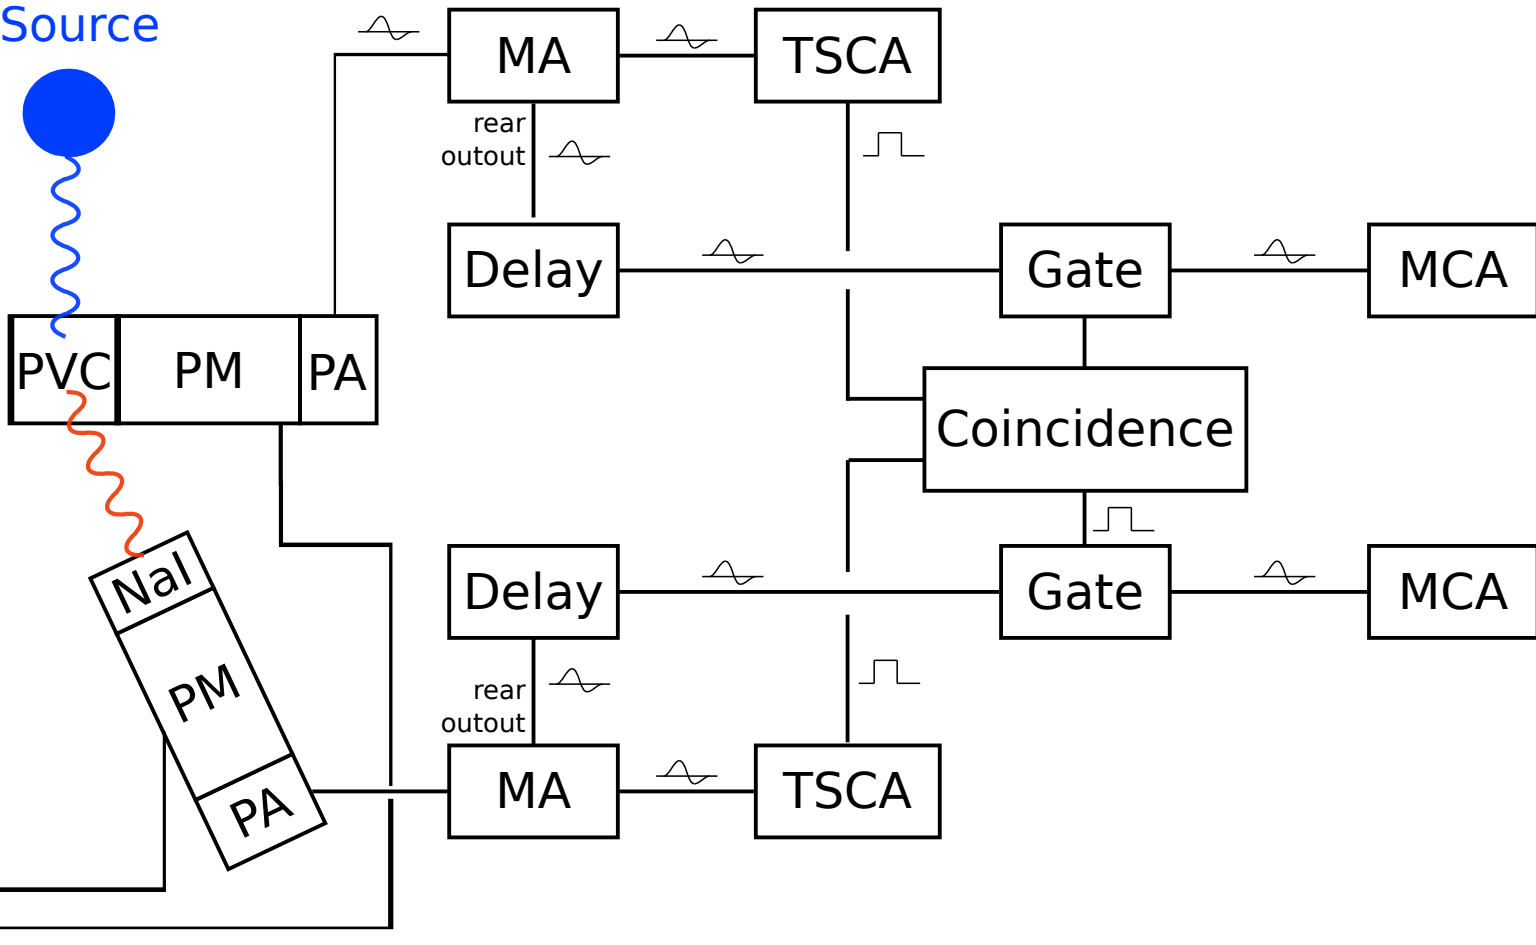 Source
MA
TSCA
rear
outout
Delay
Gate
MCA
PVC
PM
PA
Coincidence
NaI
PM
PA
Delay
Gate
MCA
rear
outout
MA
TSCA